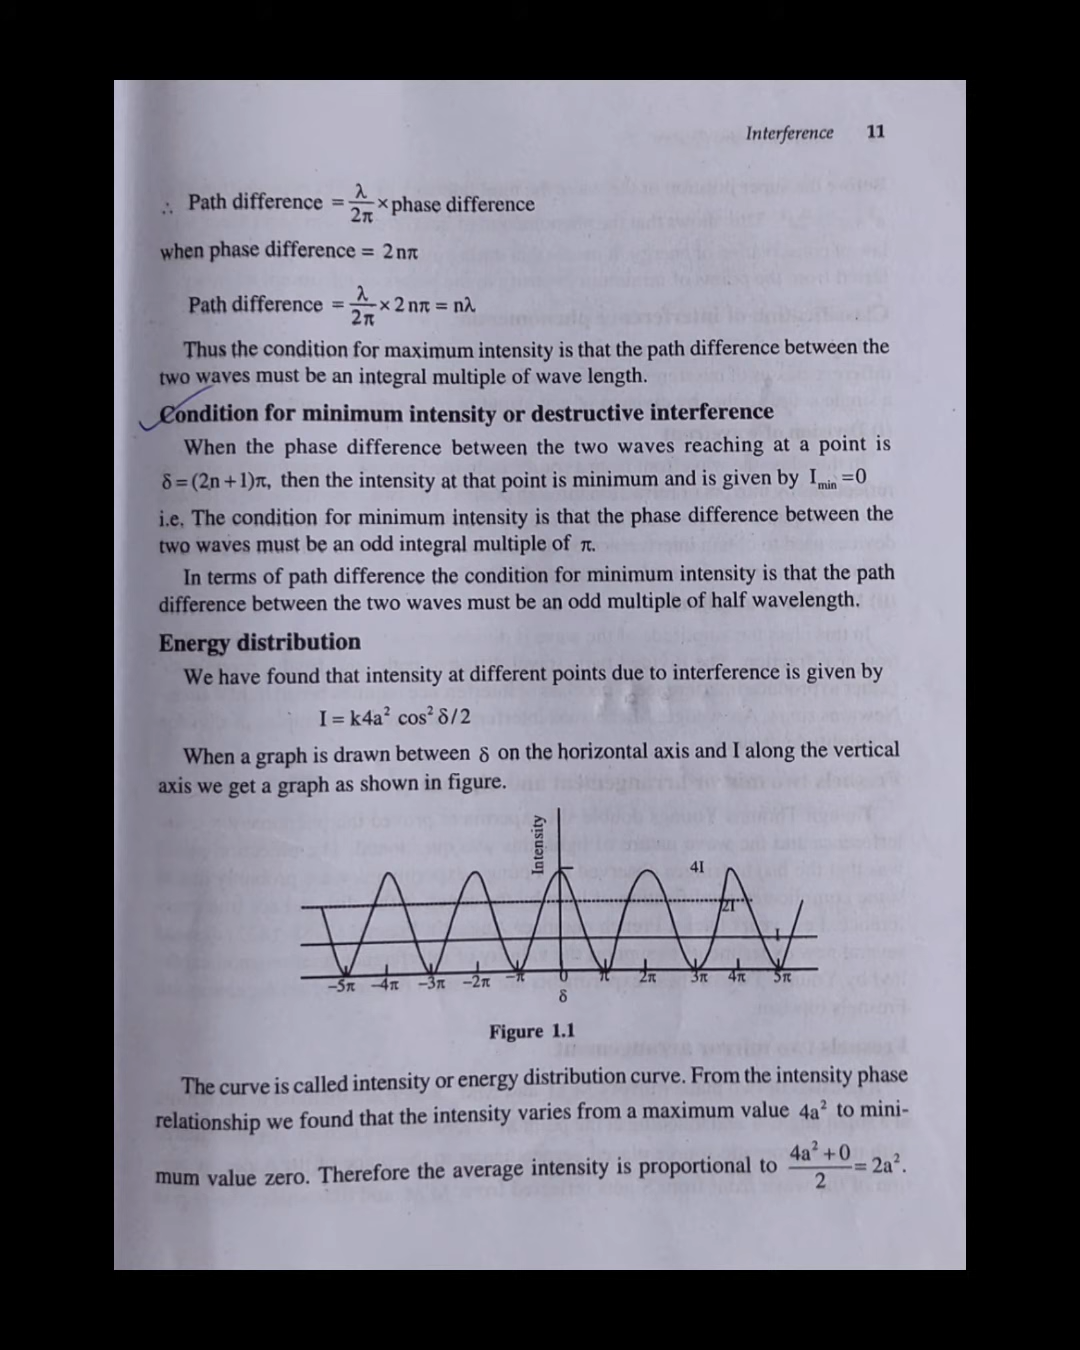 Interference 11
∴ Path difference = λ/2π × phase difference
when phase difference = 2nπ
Path difference = λ/2π × 2nπ = nλ
Thus the condition for maximum intensity is that the path difference between the
two waves must be an integral multiple of wave length.
Condition for minimum intensity or destructive interference
When the phase difference between the two waves reaching at a point is
δ = (2n + 1)π, then the intensity at that point is minimum and is given by I_min = 0
i.e. The condition for minimum intensity is that the phase difference between the
two waves must be an odd integral multiple of π.
In terms of path difference the condition for minimum intensity is that the path
difference between the two waves must be an odd multiple of half wavelength.
Energy distribution
We have found that intensity at different points due to interference is given by
I = k4a² cos² δ/2
When a graph is drawn between δ on the horizontal axis and I along the vertical
axis we get a graph as shown in figure.
Intensity
4I
2I
I
−5π −4π −3π −2π −π 0 π 2π 3π 4π 5π
δ
Figure 1.1
The curve is called intensity or energy distribution curve. From the intensity phase
relationship we found that the intensity varies from a maximum value 4a² to mini-
mum value zero. Therefore the average intensity is proportional to (4a² + 0)/2 = 2a².